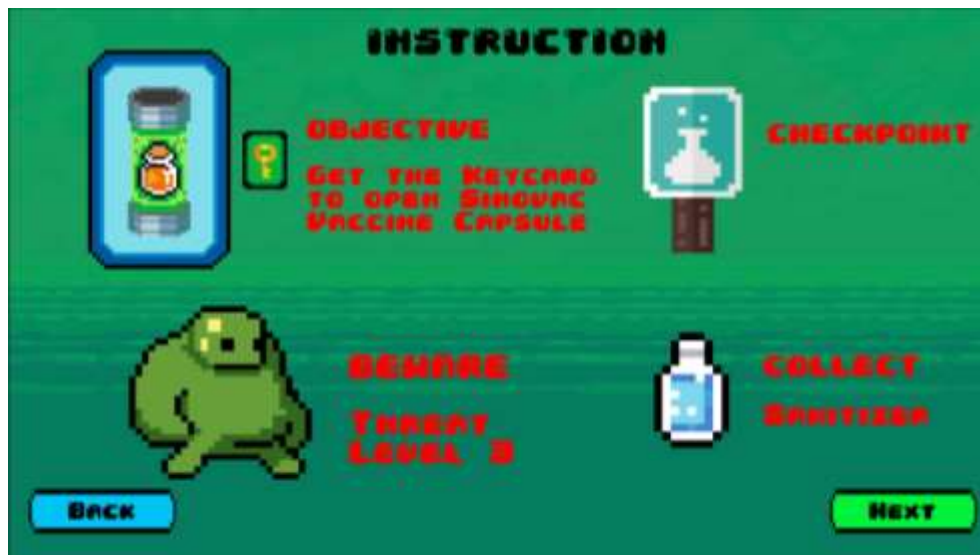 INSTRUCTION
OBJECTIVE
GET THE KEYCARD
TO OPEN SINOVAC
VACCINE CAPSULE
CHECKPOINT
BEWARE
THREAT
LEVEL 3
COLLECT
SANITIZER
BACK
NEXT